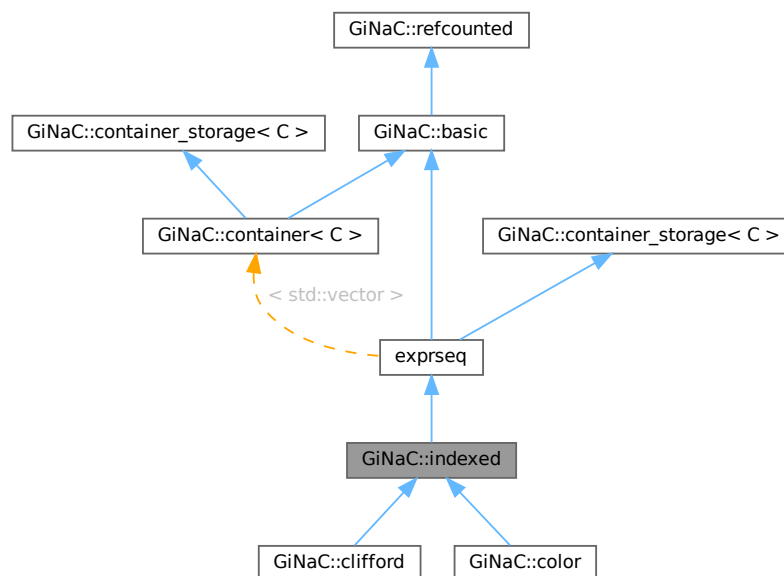 GiNaC::refcounted
GiNaC::container_storage< C >
GiNaC::basic
GiNaC::container< C >
GiNaC::container_storage< C >
< std::vector >
exprseq
GiNaC::indexed
GiNaC::clifford
GiNaC::color